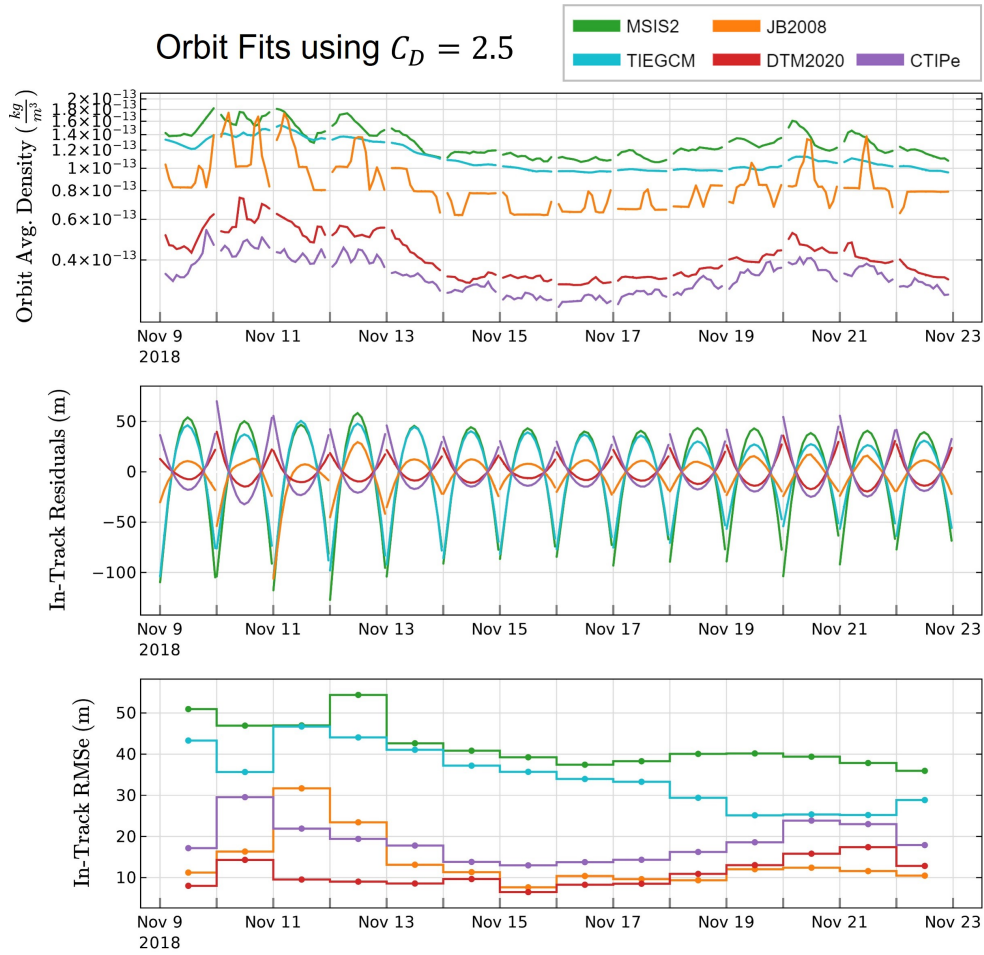 Orbit Fits using C_D = 2.5
MSIS2 JB2008
TIEGCM DTM2020 CTIPe
Orbit Avg. Density (kg/m³)
2×10⁻¹³
1.8×10⁻¹³
1.6×10⁻¹³
1.4×10⁻¹³
1.2×10⁻¹³
1×10⁻¹³
0.8×10⁻¹³
0.6×10⁻¹³
0.4×10⁻¹³
Nov 9 Nov 11 Nov 13 Nov 15 Nov 17 Nov 19 Nov 21 Nov 23
2018
In-Track Residuals (m)
50
0
−50
−100
Nov 9 Nov 11 Nov 13 Nov 15 Nov 17 Nov 19 Nov 21 Nov 23
2018
In-Track RMSe (m)
50
40
30
20
10
Nov 9 Nov 11 Nov 13 Nov 15 Nov 17 Nov 19 Nov 21 Nov 23
2018